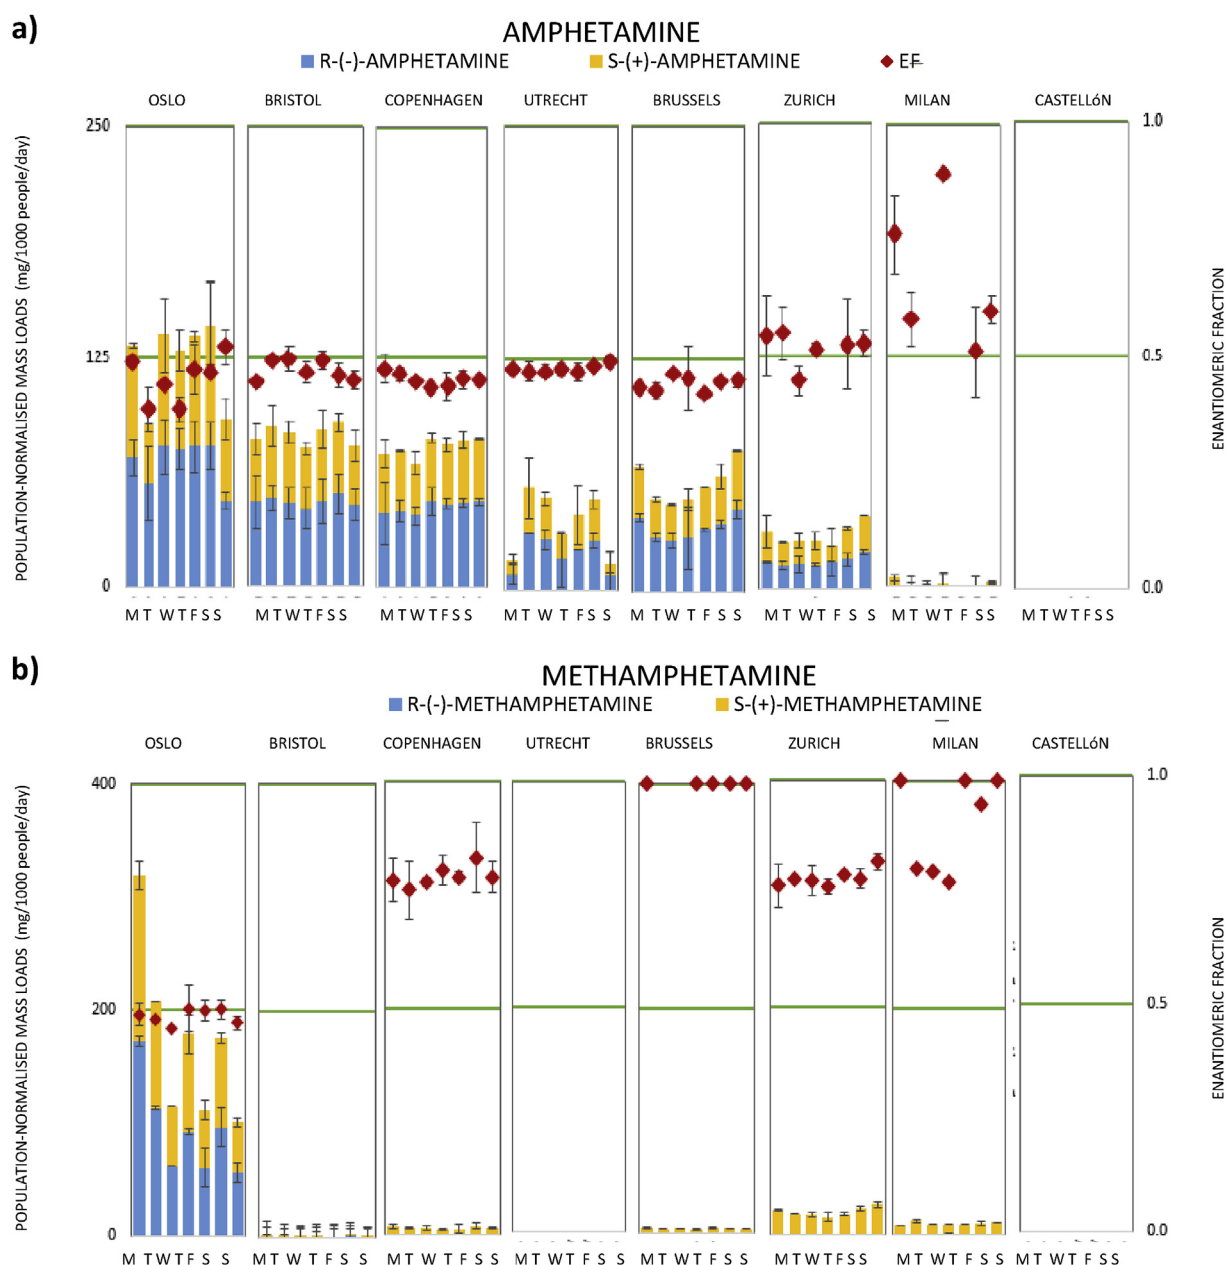 a)
AMPHETAMINE
R-(-)-AMPHETAMINE S-(+)-AMPHETAMINE EF
OSLO BRISTOL COPENHAGEN UTRECHT BRUSSELS ZURICH MILAN CASTELLóN
POPULATION-NORMALISED MASS LOADS (mg/1000 people/day)
250
125
0
1.0
0.5
0.0
ENANTIOMERIC FRACTION
M T W T F S S M T W T F S S M T W T F S S M T W T F S S M T W T F S S M T W T F S S M T W T F S S M T W T F S S
b)
METHAMPHETAMINE
R-(-)-METHAMPHETAMINE S-(+)-METHAMPHETAMINE
OSLO BRISTOL COPENHAGEN UTRECHT BRUSSELS ZURICH MILAN CASTELLóN
POPULATION-NORMALISED MASS LOADS (mg/1000 people/day)
400
200
0
1.0
0.5
0.0
ENANTIOMERIC FRACTION
M T W T F S S M T W T F S S M T W T F S S M T W T F S S M T W T F S S M T W T F S S M T W T F S S M T W T F S S